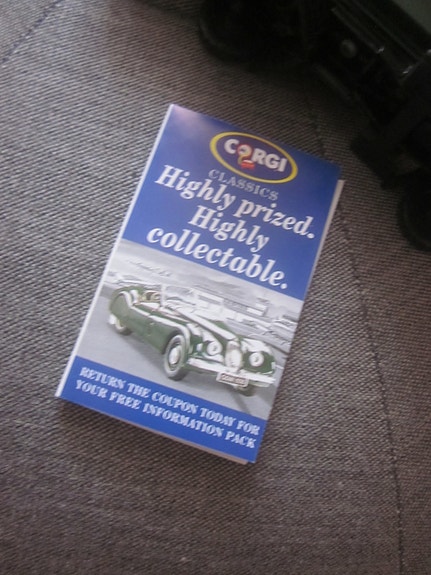 CORGI
CLASSICS
Highly prized.
Highly
collectable.
RETURN THE COUPON TODAY FOR
YOUR FREE INFORMATION PACK